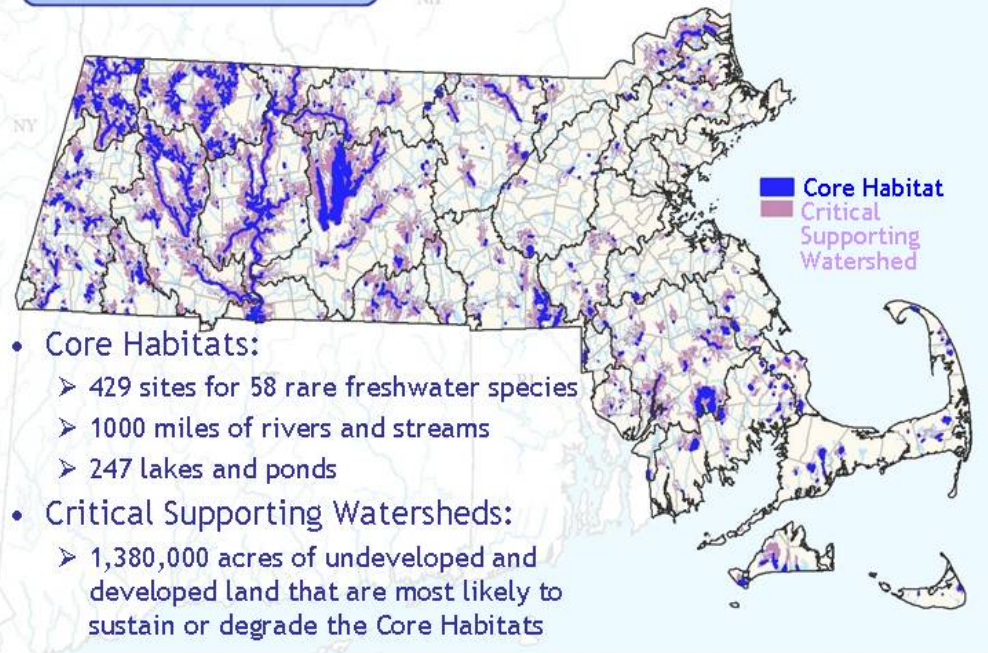 NH
NY
Core Habitat
Critical
Supporting
Watershed
• Core Habitats:
➢ 429 sites for 58 rare freshwater species
➢ 1000 miles of rivers and streams
➢ 247 lakes and ponds
• Critical Supporting Watersheds:
➢ 1,380,000 acres of undeveloped and
developed land that are most likely to
sustain or degrade the Core Habitats